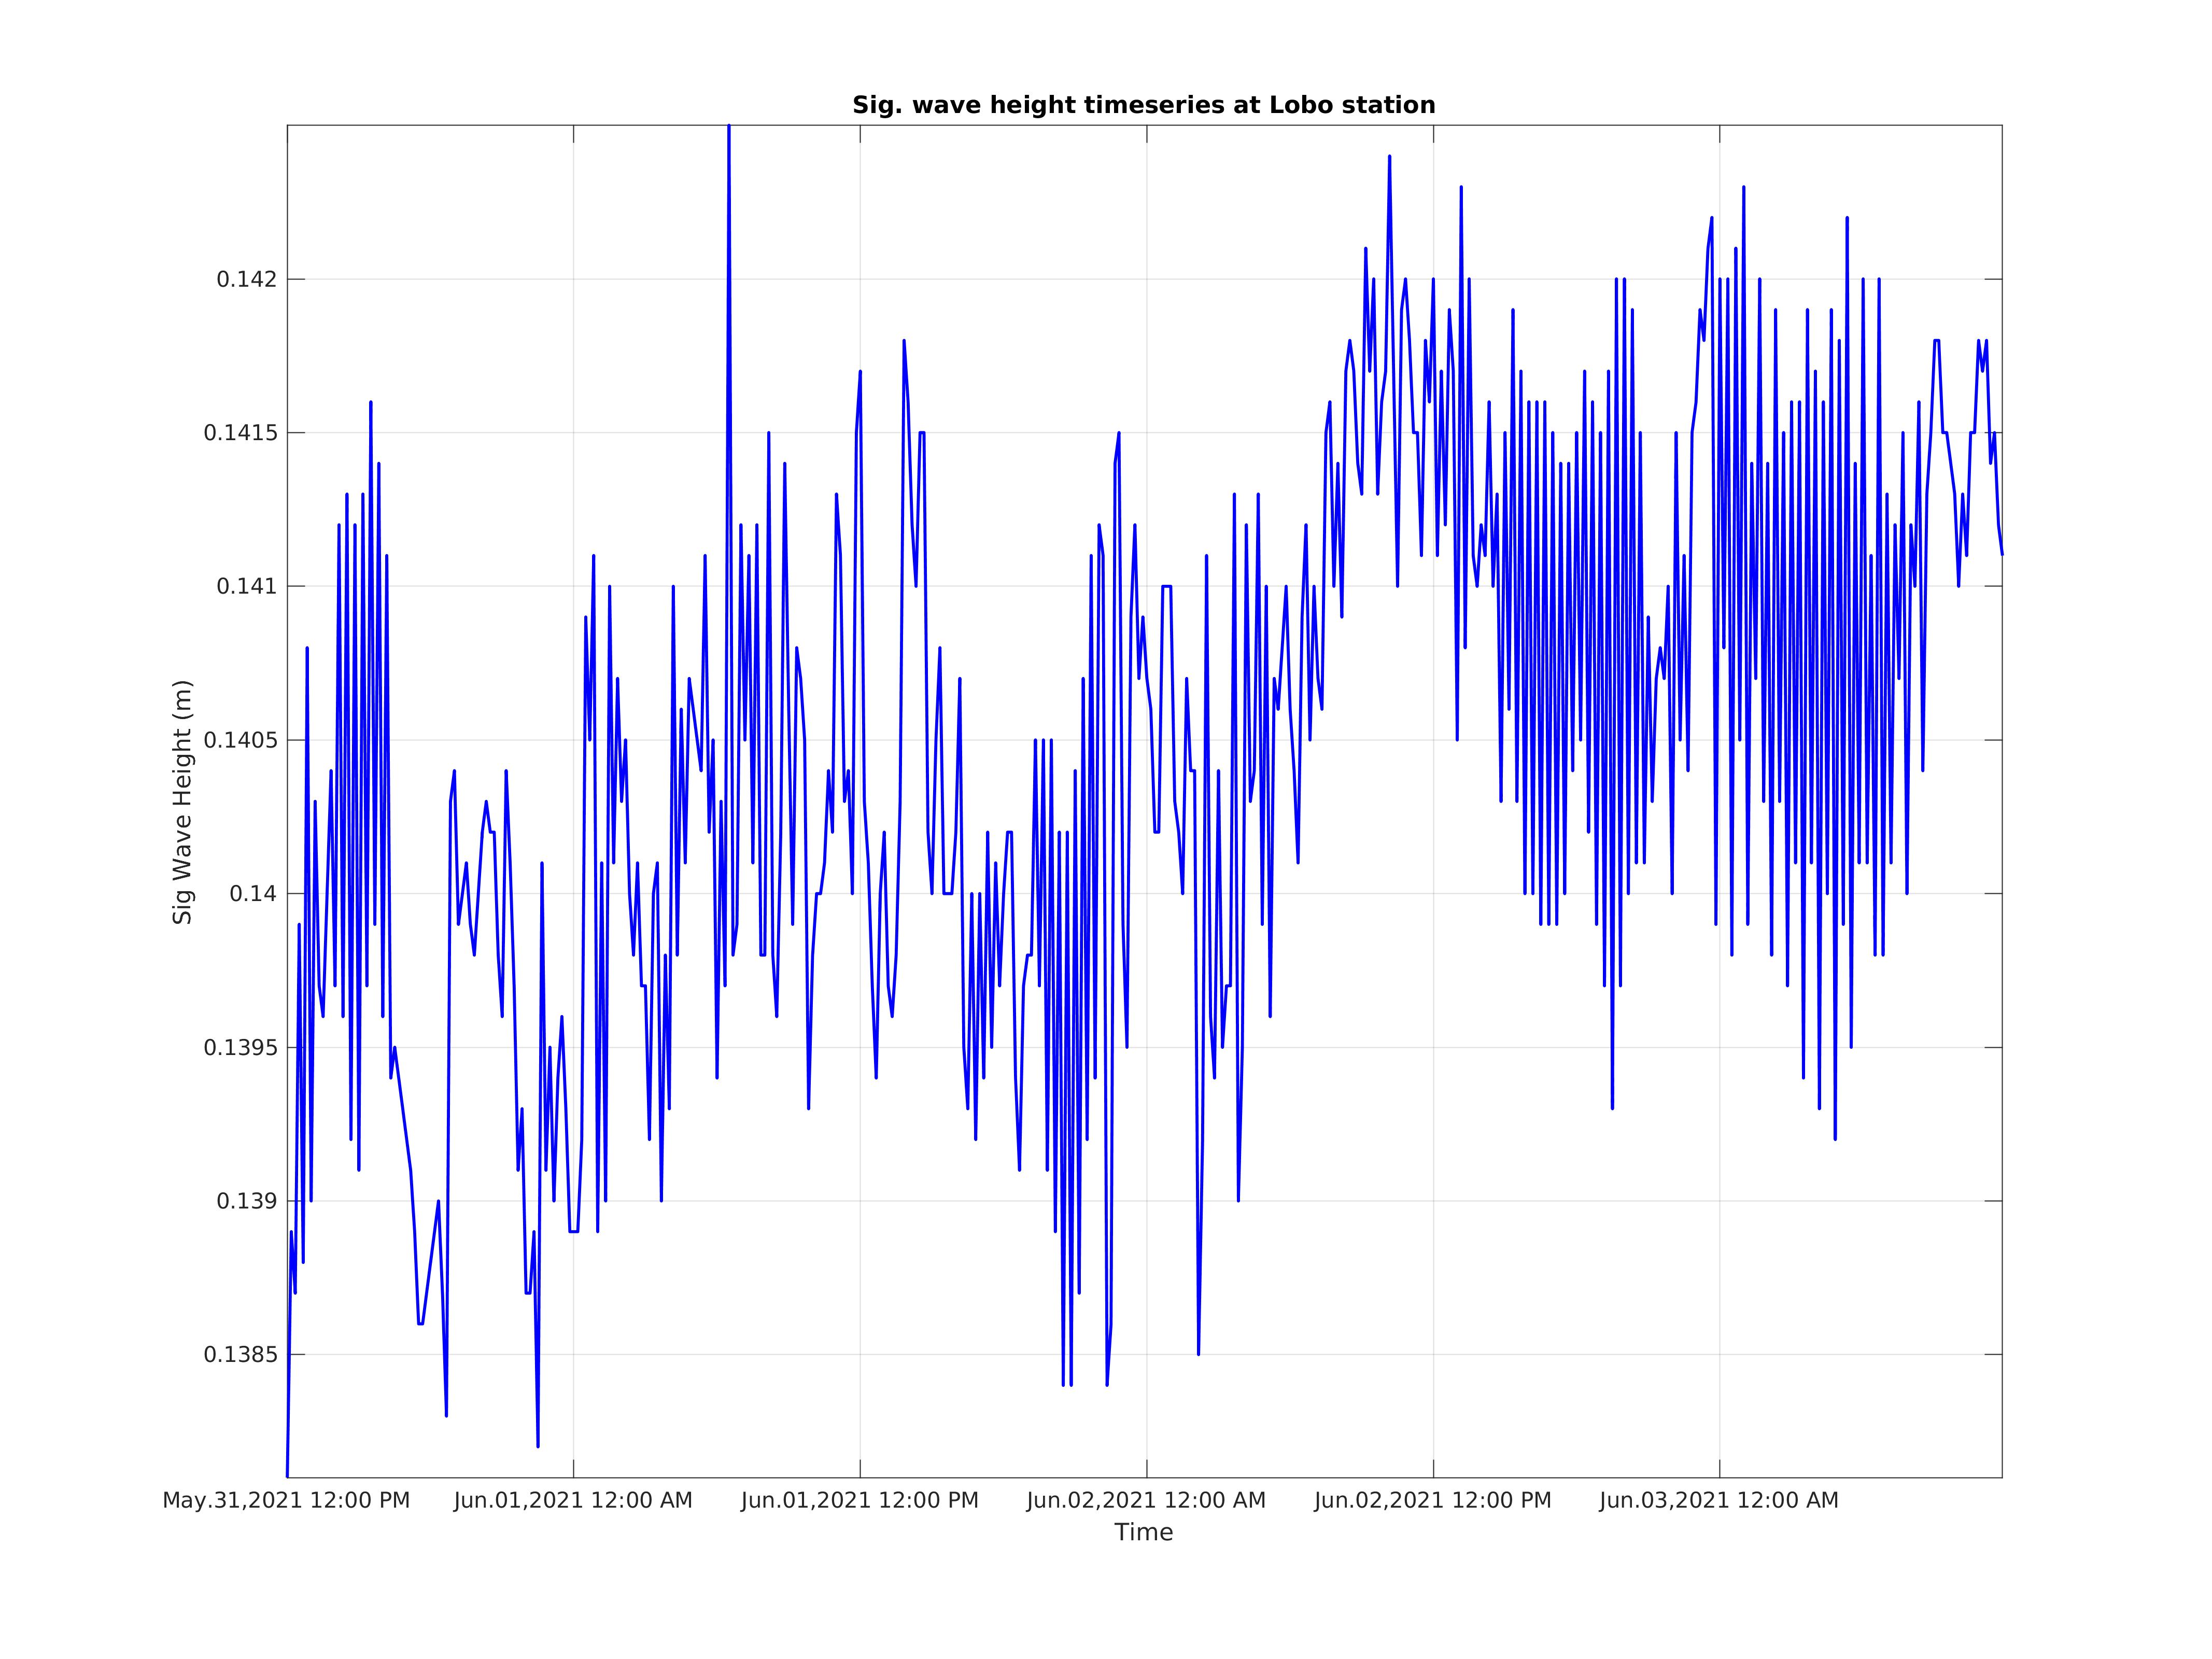 Sig. wave height timeseries at Lobo station
0.142
0.1415
0.141
0.1405
0.14
0.1395
0.139
0.1385
Sig Wave Height (m)
May.31,2021 12:00 PM Jun.01,2021 12:00 AM Jun.01,2021 12:00 PM Jun.02,2021 12:00 AM Jun.02,2021 12:00 PM Jun.03,2021 12:00 AM
Time